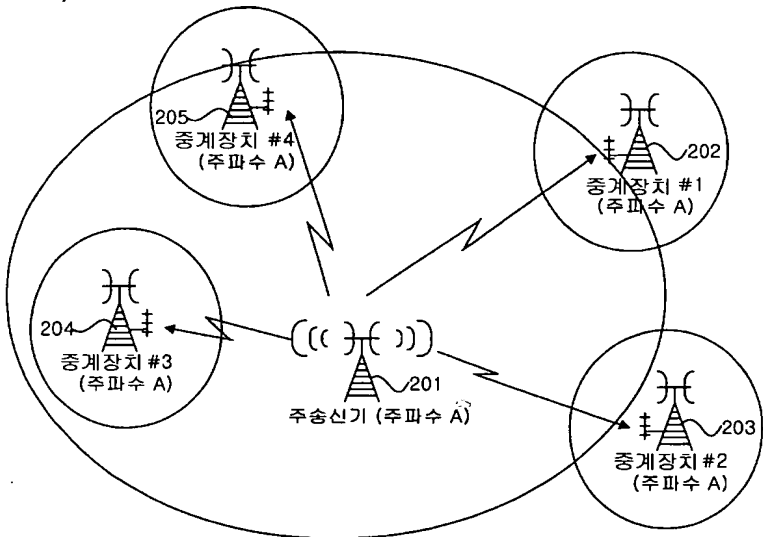 205
중계장치 #4
(주파수 A)
202
중계장치 #1
(주파수 A)
204
중계장치 #3
(주파수 A)
201
주송신기 (주파수 A)
203
중계장치 #2
(주파수 A)